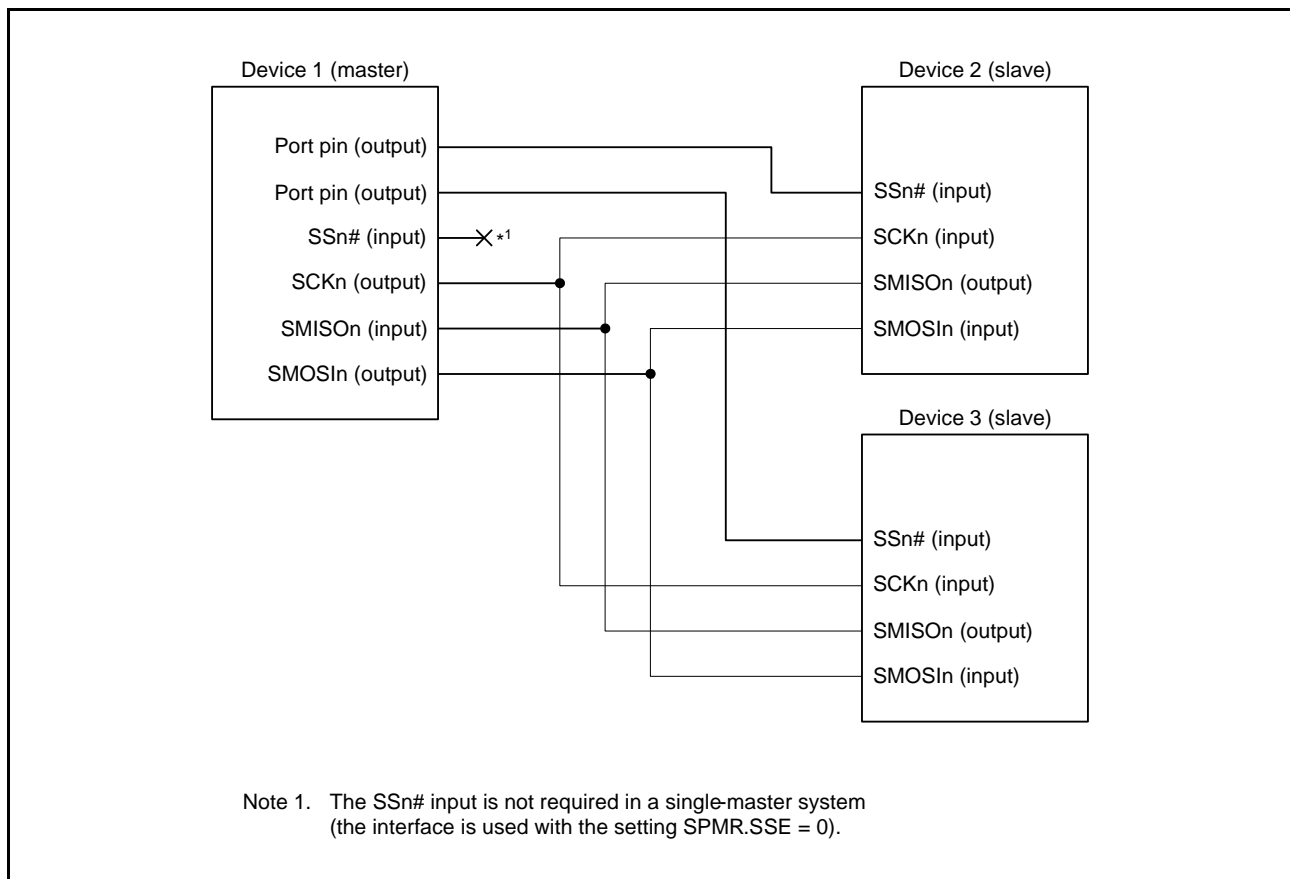 Device 1 (master)
Port pin (output)
Port pin (output)
SSn# (input)
*1
SCKn (output)
SMISOn (input)
SMOSIn (output)
Device 2 (slave)
SSn# (input)
SCKn (input)
SMISOn (output)
SMOSIn (input)
Device 3 (slave)
SSn# (input)
SCKn (input)
SMISOn (output)
SMOSIn (input)
Note 1. The SSn# input is not required in a single-master system
(the interface is used with the setting SPMR.SSE = 0).